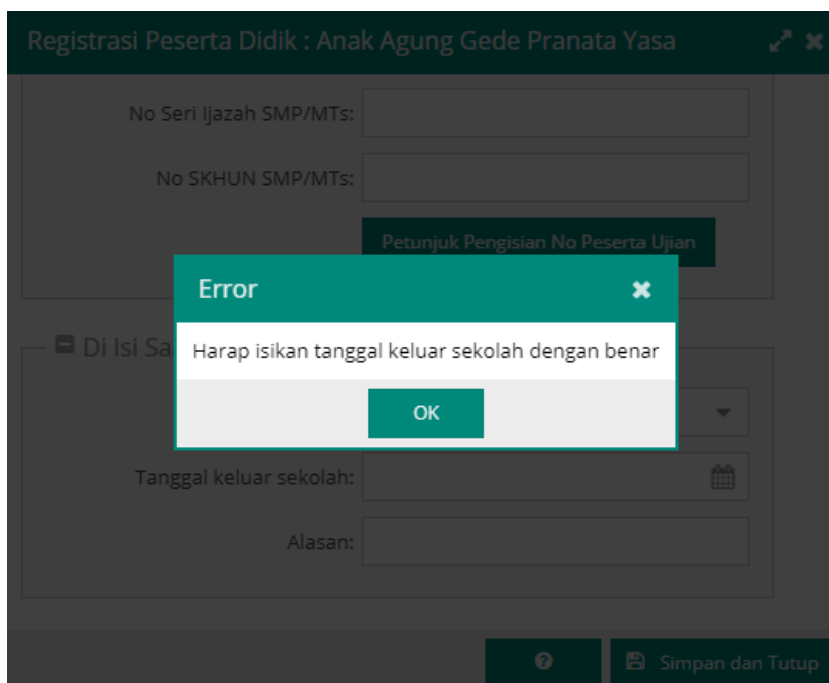 Registrasi Peserta Didik : Anak Agung Gede Pranata Yasa
No Seri Ijazah SMP/MTs:
No SKHUN SMP/MTs:
Petunjuk Pengisian No Peserta Ujian
Error
Harap isikan tanggal keluar sekolah dengan benar
OK
Di Isi Sa
Tanggal keluar sekolah:
Alasan:
Simpan dan Tutup